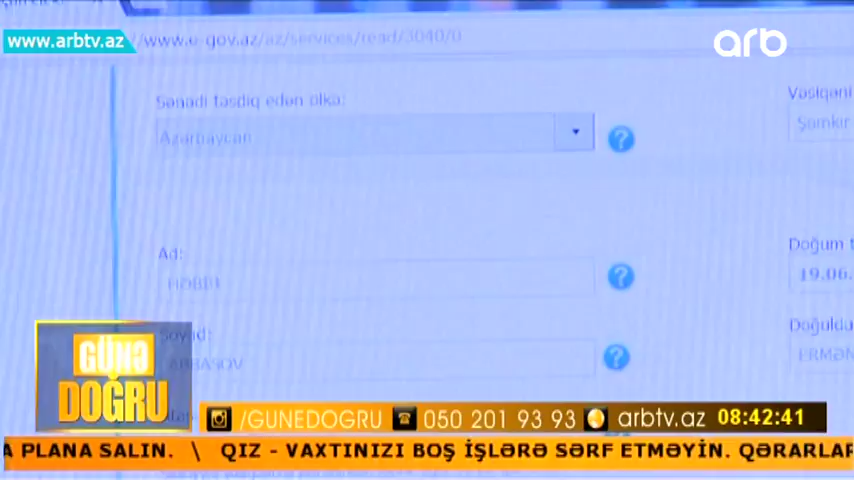 www.arbtv.az
//www.e-gov.az/az/services/read/3040/0
arb
Sənədi təsdiq edən ölkə:
Azərbaycan
Vəsiqəni
Şəmkir
Ad:
Doğum t
19.06.
Soyad:
ABBASOV
Doğuldu
ERMƏN
GÜNƏ
DOĞRU
/GUNEDOGRU 050 201 93 93 arbtv.az 08:42:41
A PLANA SALIN. \ QIZ - VAXTINIZI BOŞ İŞLƏRƏ SƏRF ETMƏYİN. QƏRARLAR